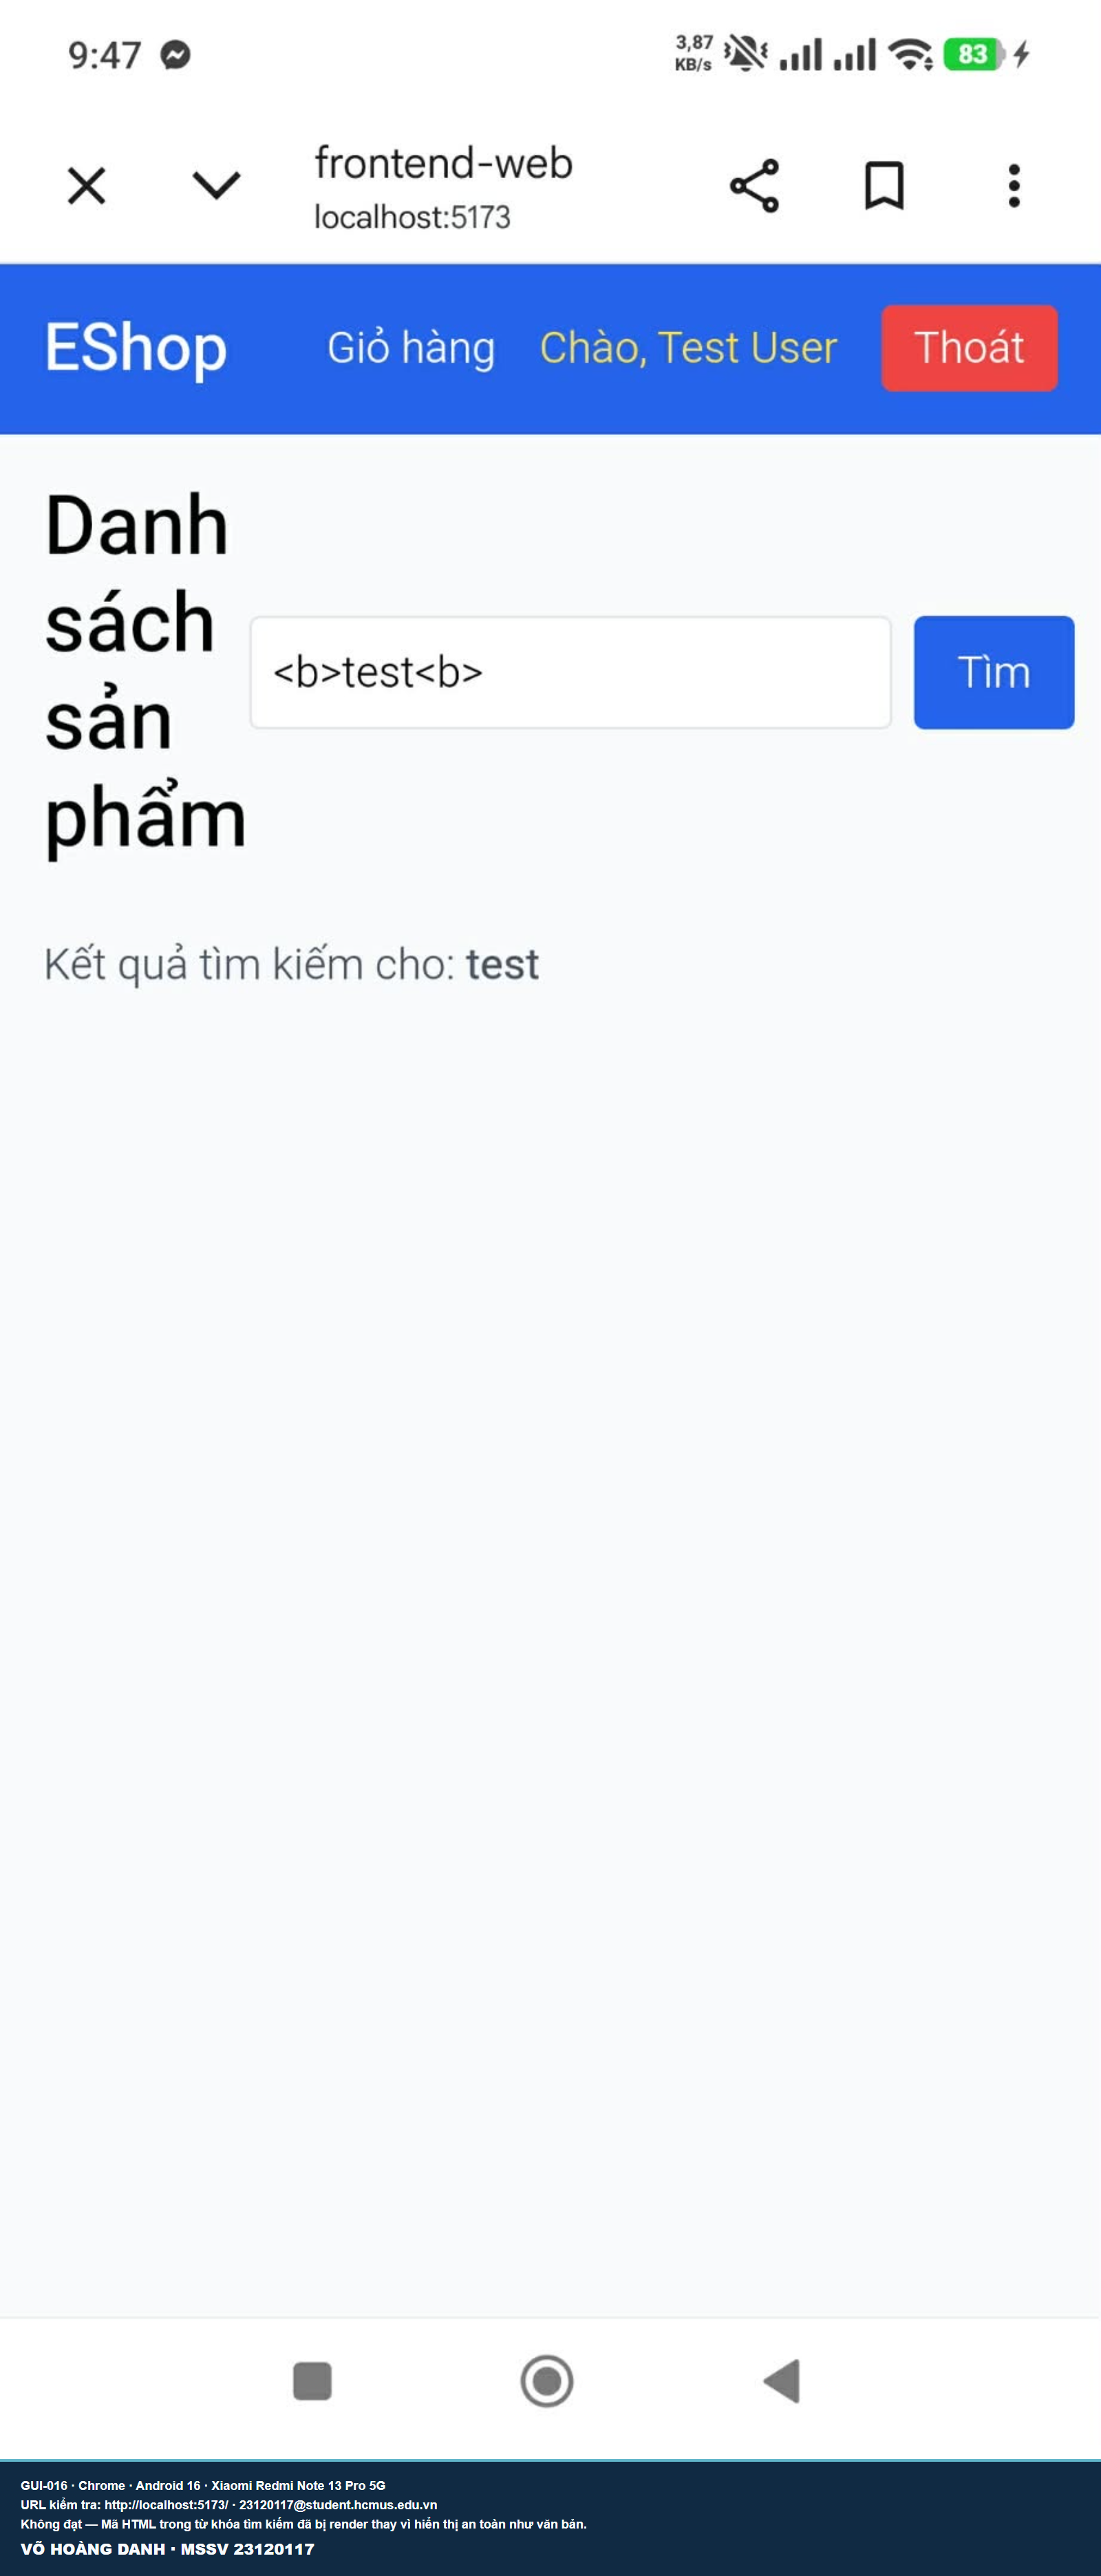 9:47
3,87
KB/s
83
frontend-web
localhost:5173
EShop
Giỏ hàng
Chào, Test User
Thoát
Danh
sách
sản
phẩm
<b>test<b>
Tìm
Kết quả tìm kiếm cho: test
GUI-016 · Chrome · Android 16 · Xiaomi Redmi Note 13 Pro 5G
URL kiểm tra: http://localhost:5173/ · 23120117@student.hcmus.edu.vn
Không đạt — Mã HTML trong từ khóa tìm kiếm đã bị render thay vì hiển thị an toàn như văn bản.
VÕ HOÀNG DANH · MSSV 23120117